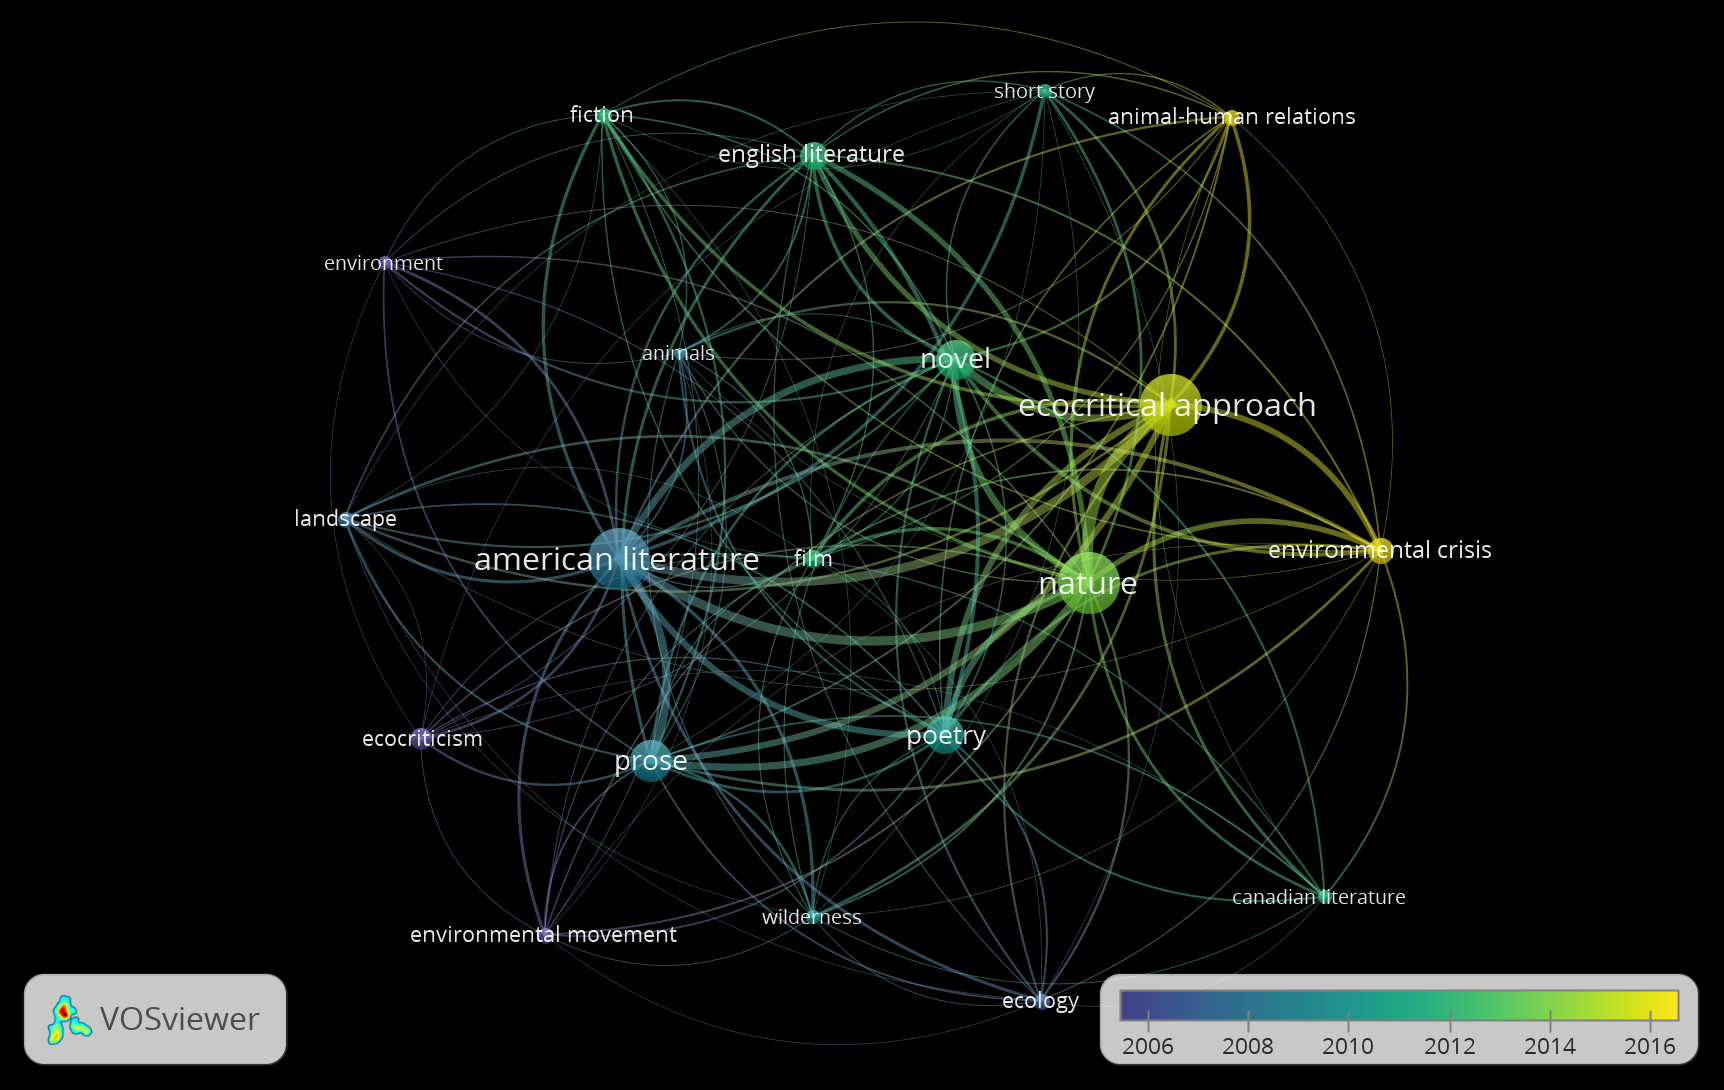 short story
fiction
animal-human relations
english literature
environment
animals
novel
ecocritical approach
landscape
american literature
film
environmental crisis
nature
ecocriticism
poetry
prose
canadian literature
wilderness
environmental movement
ecology
VOSviewer
2006 2008 2010 2012 2014 2016